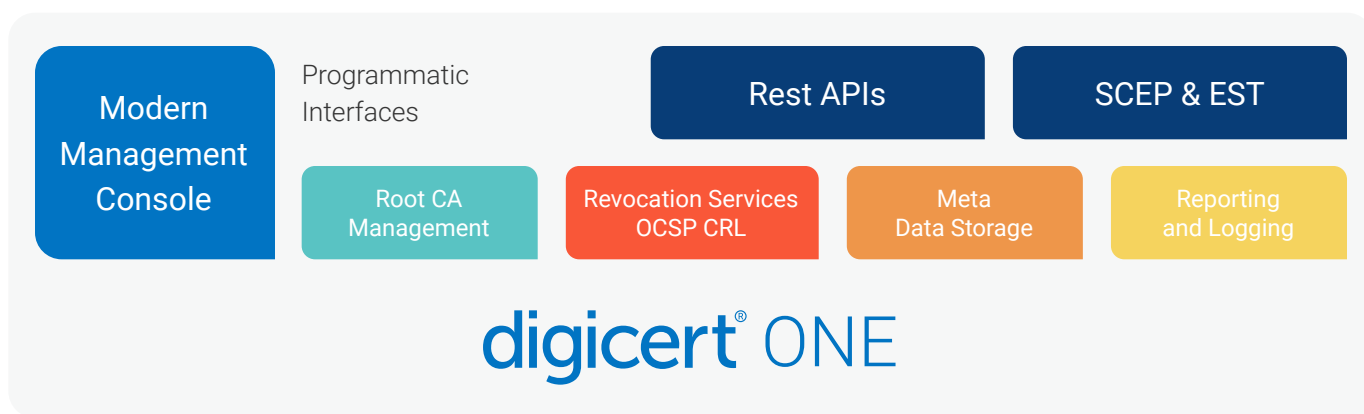 Modern
Management
Console
Programmatic
Interfaces
Rest APIs
SCEP & EST
Root CA
Management
Revocation Services
OCSP CRL
Meta
Data Storage
Reporting
and Logging
digicert® ONE